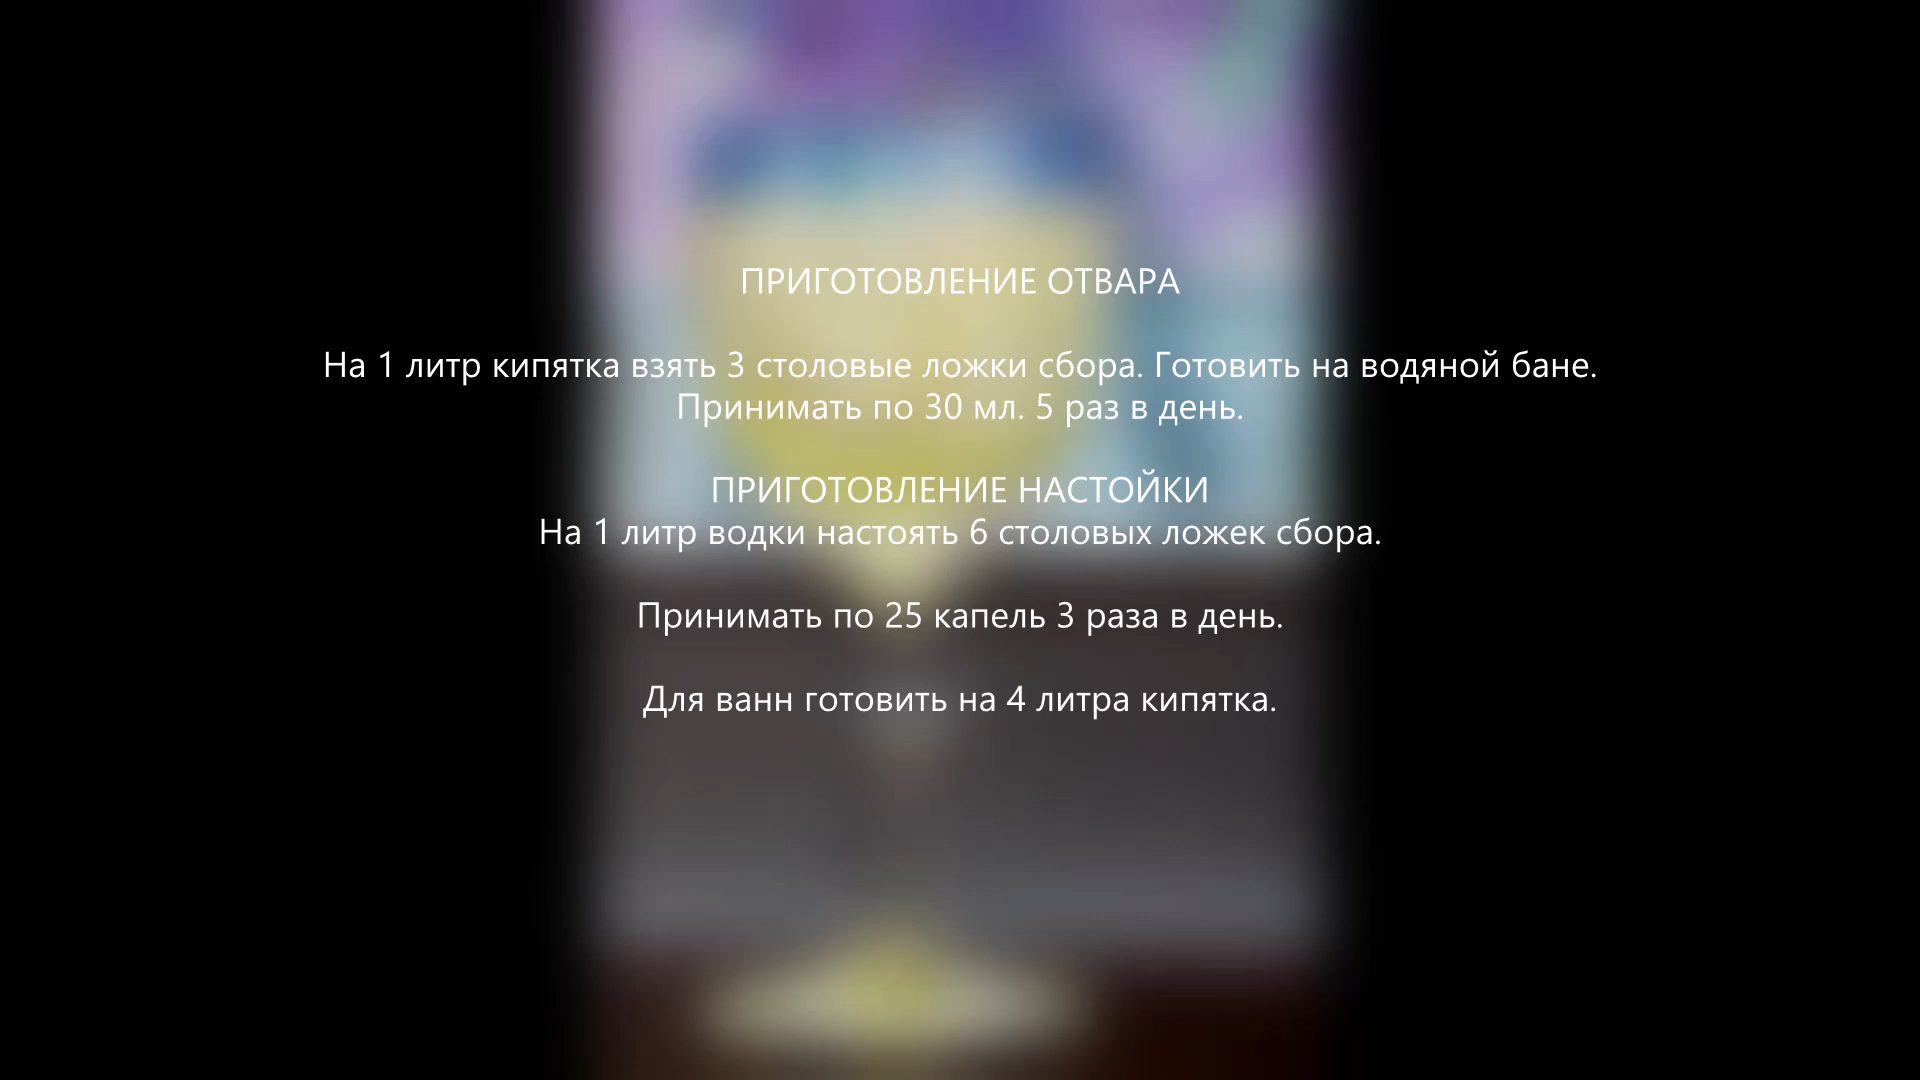 ПРИГОТОВЛЕНИЕ ОТВАРА
На 1 литр кипятка взять 3 столовые ложки сбора. Готовить на водяной бане.
Принимать по 30 мл. 5 раз в день.
ПРИГОТОВЛЕНИЕ НАСТОЙКИ
На 1 литр водки настоять 6 столовых ложек сбора.
Принимать по 25 капель 3 раза в день.
Для ванн готовить на 4 литра кипятка.